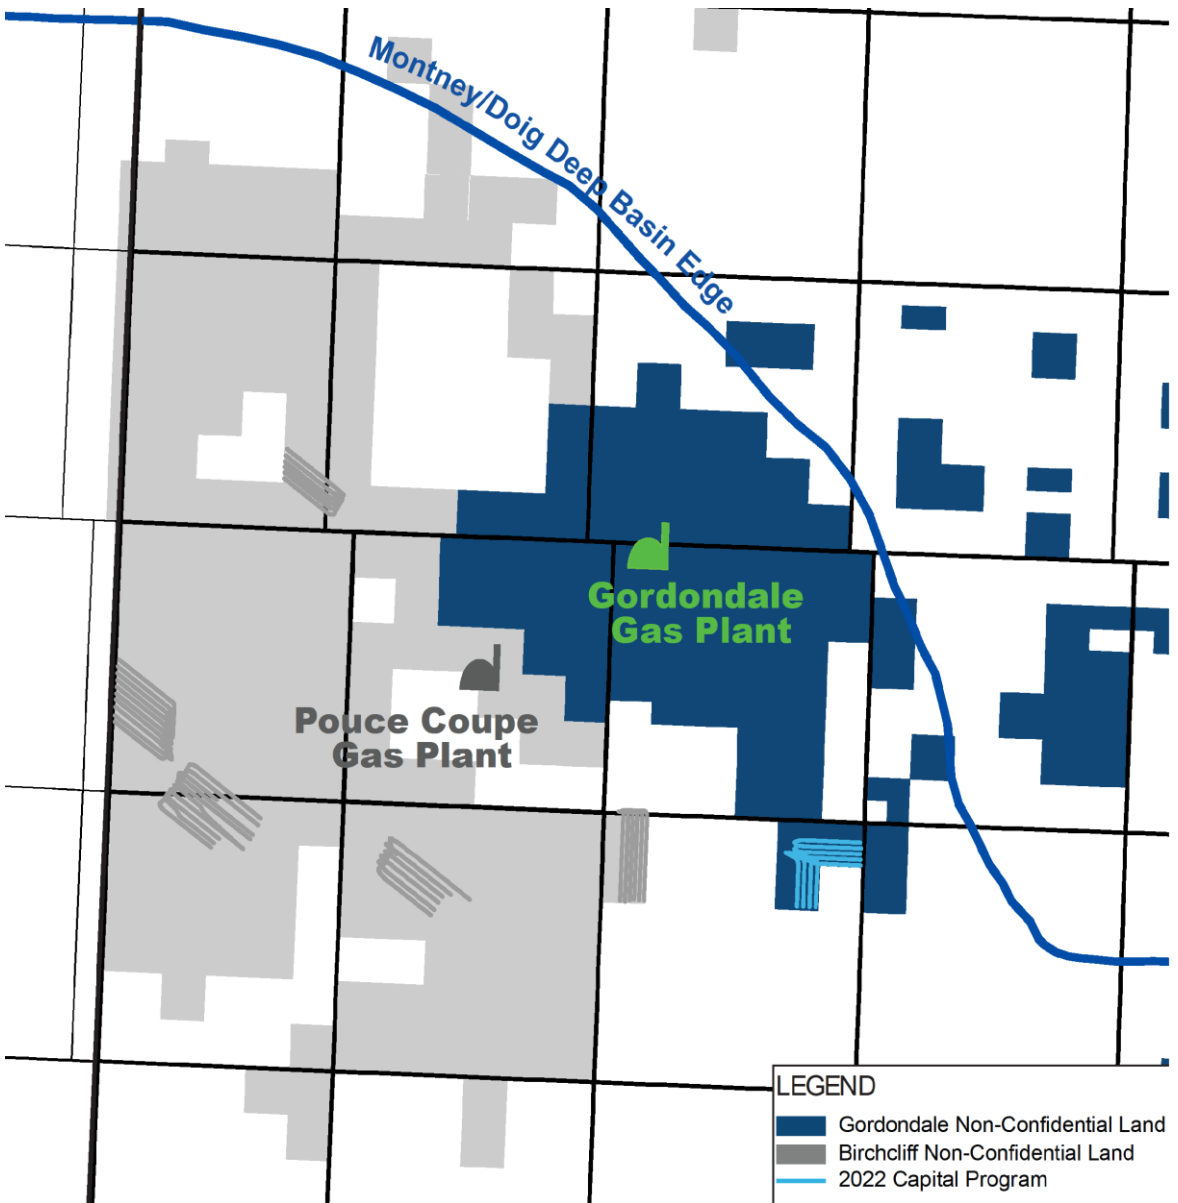 Montney/Doig Deep Basin Edge
Gordondale
Gas Plant
Pouce Coupe
Gas Plant
LEGEND
Gordondale Non-Confidential Land
Birchcliff Non-Confidential Land
2022 Capital Program